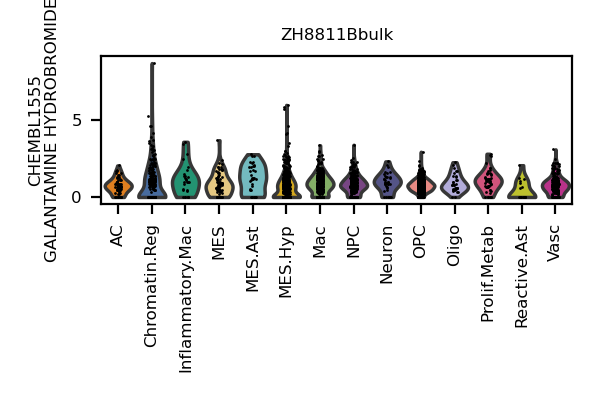 ZH8811Bbulk
CHEMBL1555
GALANTAMINE HYDROBROMIDE
5
0
AC
Chromatin.Reg
Inflammatory.Mac
MES
MES.Ast
MES.Hyp
Mac
NPC
Neuron
OPC
Oligo
Prolif.Metab
Reactive.Ast
Vasc